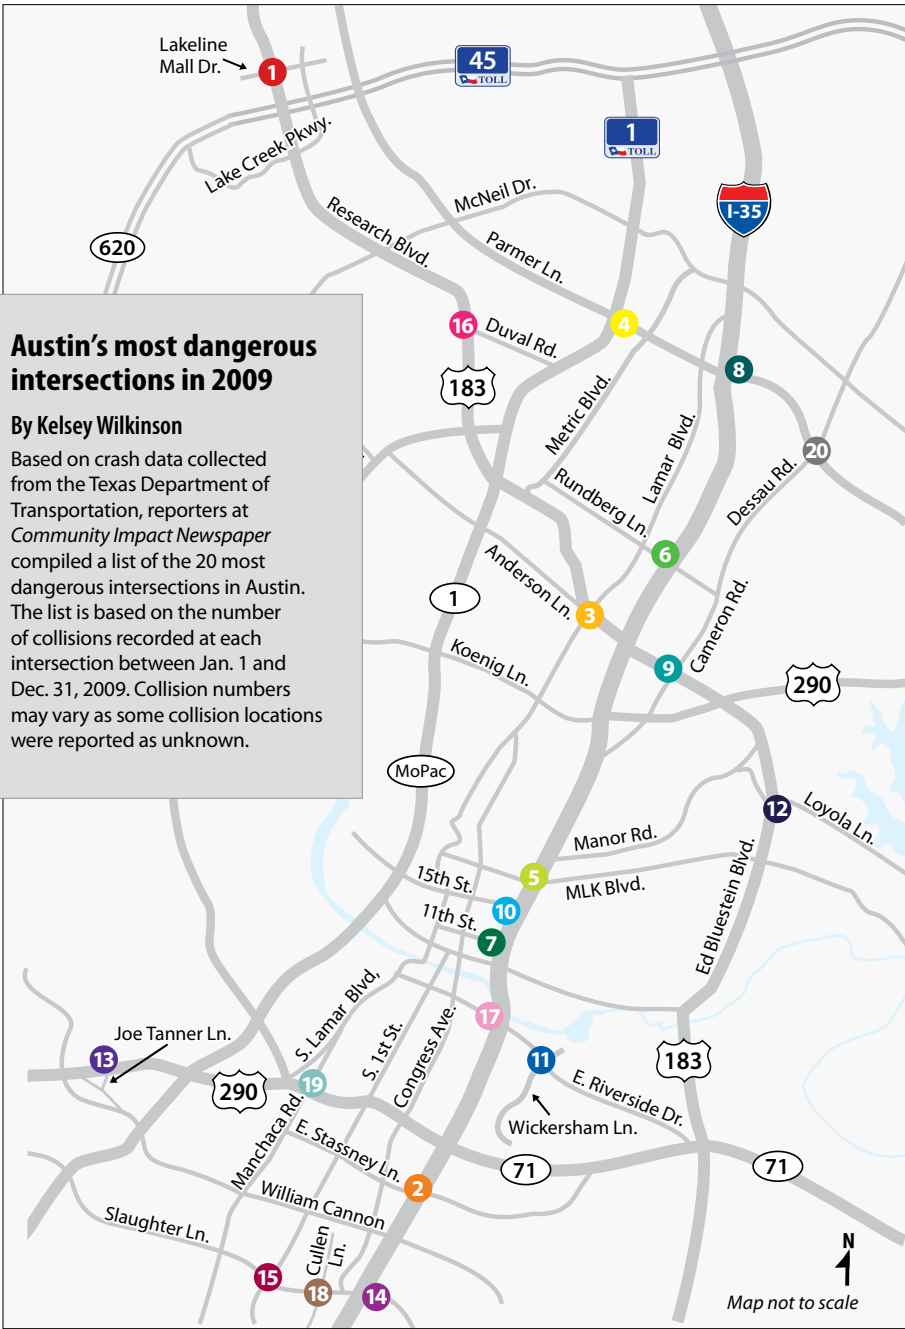 Lakeline
Mall Dr.
1
45
TOLL
1
TOLL
Lake Creek Pkwy.
McNeil Dr.
I-35
Research Blvd.
620
Parmer Ln.
Austin's most dangerous
intersections in 2009
By Kelsey Wilkinson
Based on crash data collected
from the Texas Department of
Transportation, reporters at
Community Impact Newspaper
compiled a list of the 20 most
dangerous intersections in Austin.
The list is based on the number
of collisions recorded at each
intersection between Jan. 1 and
Dec. 31, 2009. Collision numbers
may vary as some collision locations
were reported as unknown.
16
Duval Rd.
4
183
8
Metric Blvd.
Lamar Blvd.
20
Dessau Rd.
Rundberg Ln.
6
Anderson Ln.
1
3
Cameron Rd.
Koenig Ln.
9
290
MoPac
12
Loyola Ln.
Manor Rd.
15th St.
5
MLK Blvd.
10
11th St.
7
Ed Bluestein Blvd.
S. Lamar Blvd,
17
Joe Tanner Ln.
S. 1st St.
Congress Ave.
13
11
183
290
19
E. Riverside Dr.
Manchaca Rd.
Wickersham Ln.
E. Stassney Ln.
71
71
2
William Cannon
Slaughter Ln.
Cullen
Ln.
15
18
14
N
Map not to scale